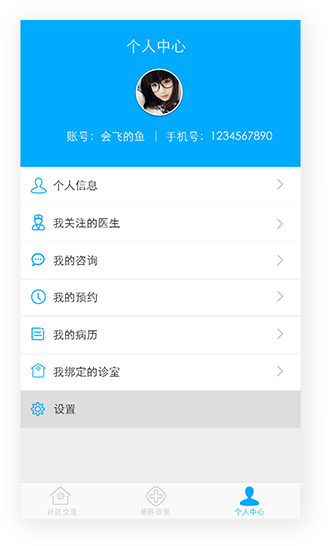 个人中心
账号：会飞的鱼 | 手机号：1234567890
个人信息
我关注的医生
我的咨询
我的预约
我的病历
我绑定的诊室
设置
社区交流 新医诊室 个人中心